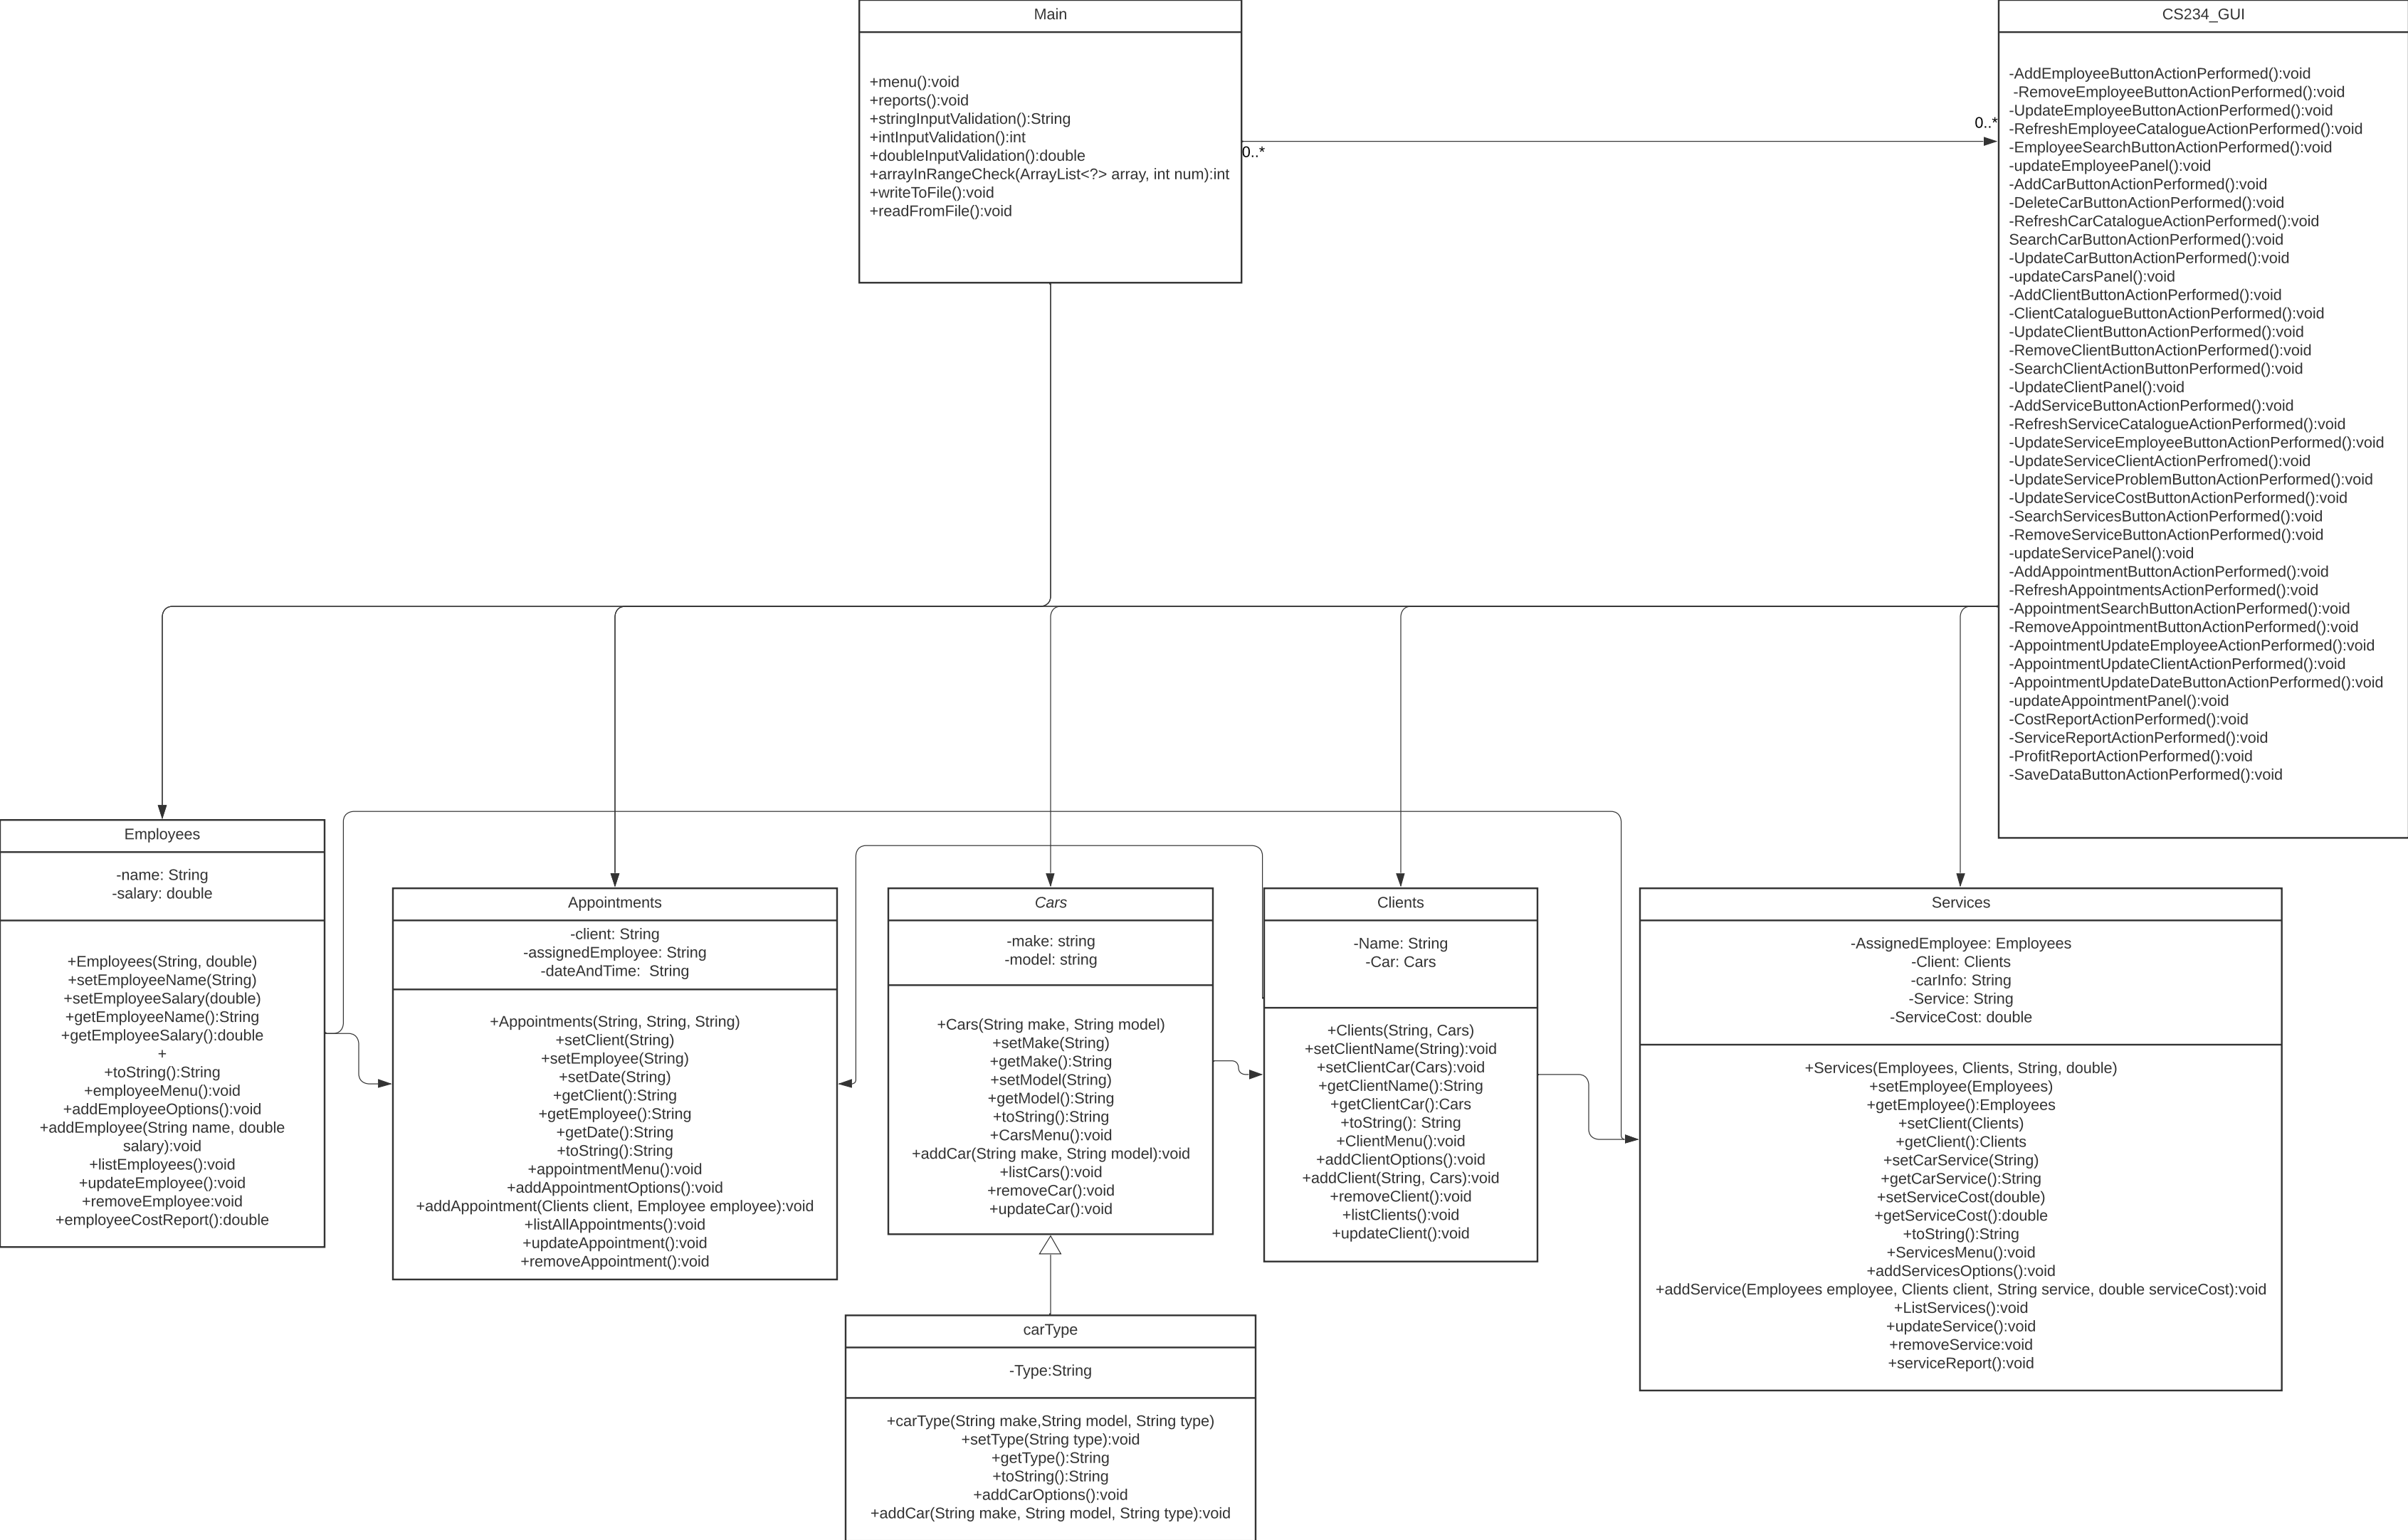 Main
+menu():void
+reports():void
+stringInputValidation():String
+intInputValidation():int
+doubleInputValidation():double
+arrayInRangeCheck(ArrayList<?> array, int num):int
+writeToFile():void
+readFromFile():void
0..*
0..*
CS234_GUI
-AddEmployeeButtonActionPerformed():void
-RemoveEmployeeButtonActionPerformed():void
-UpdateEmployeeButtonActionPerformed():void
-RefreshEmployeeCatalogueActionPerformed():void
-EmployeeSearchButtonActionPerformed():void
-updateEmployeePanel():void
-AddCarButtonActionPerformed():void
-DeleteCarButtonActionPerformed():void
-RefreshCarCatalogueActionPerformed():void
SearchCarButtonActionPerformed():void
-UpdateCarButtonActionPerformed():void
-updateCarsPanel():void
-AddClientButtonActionPerformed():void
-ClientCatalogueButtonActionPerformed():void
-UpdateClientButtonActionPerformed():void
-RemoveClientButtonActionPerformed():void
-SearchClientActionButtonPerformed():void
-UpdateClientPanel():void
-AddServiceButtonActionPerformed():void
-RefreshServiceCatalogueActionPerformed():void
-UpdateServiceEmployeeButtonActionPerformed():void
-UpdateServiceClientActionPerfromed():void
-UpdateServiceProblemButtonActionPerformed():void
-UpdateServiceCostButtonActionPerformed():void
-SearchServicesButtonActionPerformed():void
-RemoveServiceButtonActionPerformed():void
-updateServicePanel():void
-AddAppointmentButtonActionPerformed():void
-RefreshAppointmentsActionPerformed():void
-AppointmentSearchButtonActionPerformed():void
-RemoveAppointmentButtonActionPerformed():void
-AppointmentUpdateEmployeeActionPerformed():void
-AppointmentUpdateClientActionPerformed():void
-AppointmentUpdateDateButtonActionPerformed():void
-updateAppointmentPanel():void
-CostReportActionPerformed():void
-ServiceReportActionPerformed():void
-ProfitReportActionPerformed():void
-SaveDataButtonActionPerformed():void
Employees
-name: String
-salary: double
+Employees(String, double)
+setEmployeeName(String)
+setEmployeeSalary(double)
+getEmployeeName():String
+getEmployeeSalary():double
+
+toString():String
+employeeMenu():void
+addEmployeeOptions():void
+addEmployee(String name, double
salary):void
+listEmployees():void
+updateEmployee():void
+removeEmployee:void
+employeeCostReport():double
Appointments
-client: String
-assignedEmployee: String
-dateAndTime: String
+Appointments(String, String, String)
+setClient(String)
+setEmployee(String)
+setDate(String)
+getClient():String
+getEmployee():String
+getDate():String
+toString():String
+appointmentMenu():void
+addAppointmentOptions():void
+addAppointment(Clients client, Employee employee):void
+listAllAppointments():void
+updateAppointment():void
+removeAppointment():void
Cars
-make: string
-model: string
+Cars(String make, String model)
+setMake(String)
+getMake():String
+setModel(String)
+getModel():String
+toString():String
+CarsMenu():void
+addCar(String make, String model):void
+listCars():void
+removeCar():void
+updateCar():void
Clients
-Name: String
-Car: Cars
+Clients(String, Cars)
+setClientName(String):void
+setClientCar(Cars):void
+getClientName():String
+getClientCar():Cars
+toString(): String
+ClientMenu():void
+addClientOptions():void
+addClient(String, Cars):void
+removeClient():void
+listClients():void
+updateClient():void
Services
-AssignedEmployee: Employees
-Client: Clients
-carInfo: String
-Service: String
-ServiceCost: double
+Services(Employees, Clients, String, double)
+setEmployee(Employees)
+getEmployee():Employees
+setClient(Clients)
+getClient():Clients
+setCarService(String)
+getCarService():String
+setServiceCost(double)
+getServiceCost():double
+toString():String
+ServicesMenu():void
+addServicesOptions():void
+addService(Employees employee, Clients client, String service, double serviceCost):void
+ListServices():void
+updateService():void
+removeService:void
+serviceReport():void
carType
-Type:String
+carType(String make,String model, String type)
+setType(String type):void
+getType():String
+toString():String
+addCarOptions():void
+addCar(String make, String model, String type):void